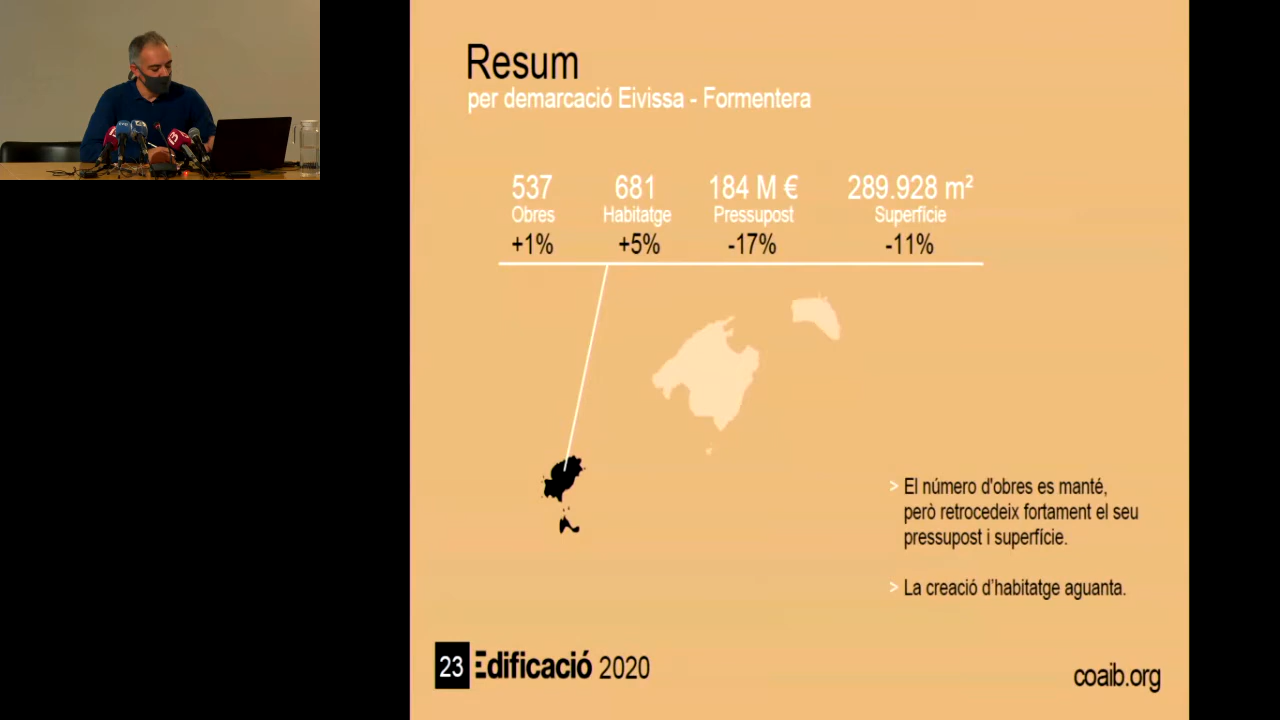 Resum
per demarcació Eivissa - Formentera
537 681 184 M € 289.928 m²
Obres Habitatge Pressupost Superfície
+1% +5% -17% -11%
> El número d'obres es manté,
però retrocedeix fortament el seu
pressupost i superfície.
> La creació d'habitatge aguanta.
23 Edificació 2020
coaib.org